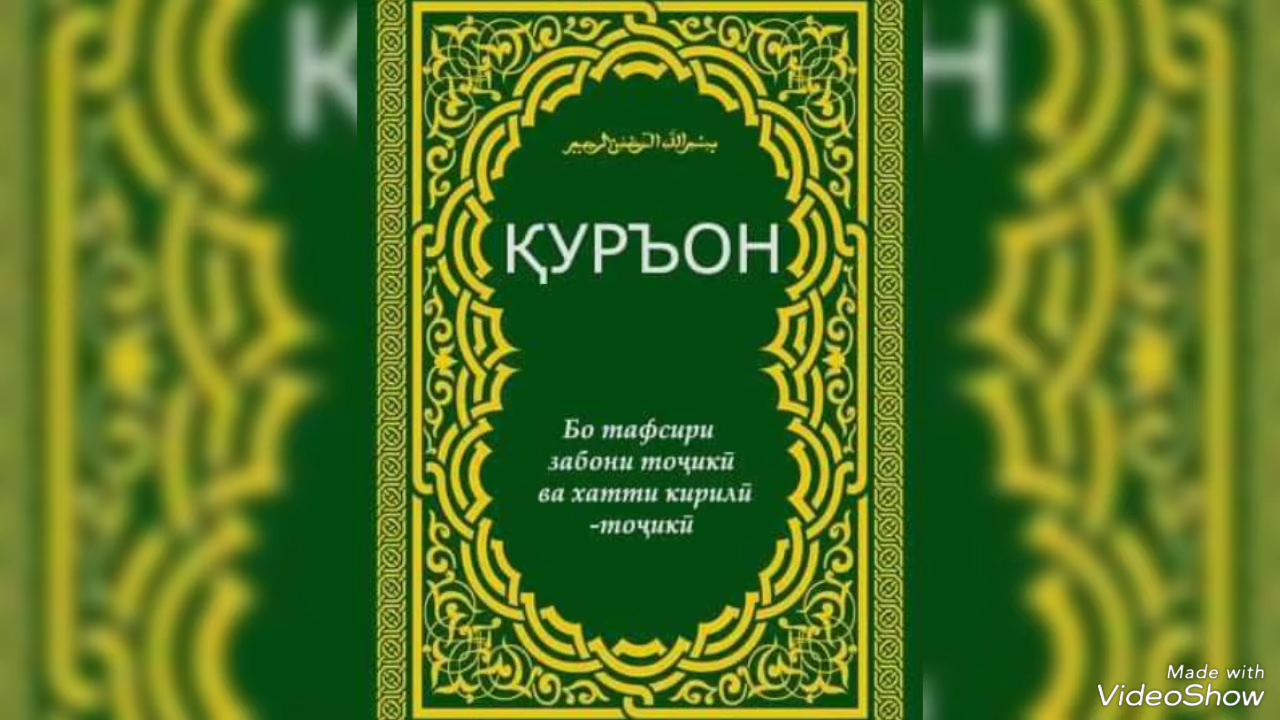 بسم الله الرحمن الرحيم
ҚУРЪОН
Бо тафсири
забони тоҷикӣ
ва хатти кирилӣ
-тоҷикӣ
Made with
VideoShow